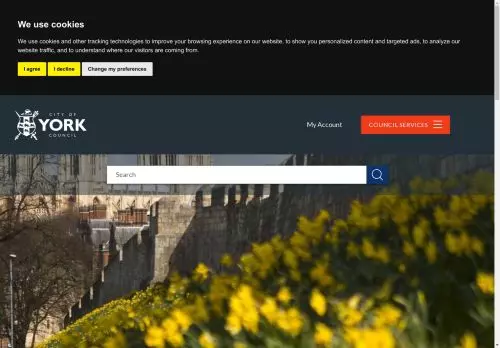 We use cookies
We use cookies and other tracking technologies to improve your browsing experience on our website, to show you personalized content and targeted ads, to analyze our
website traffic, and to understand where our visitors are coming from.
I agree
I decline
Change my preferences
CITY OF
YORK
COUNCIL
My Account
COUNCIL SERVICES
Search